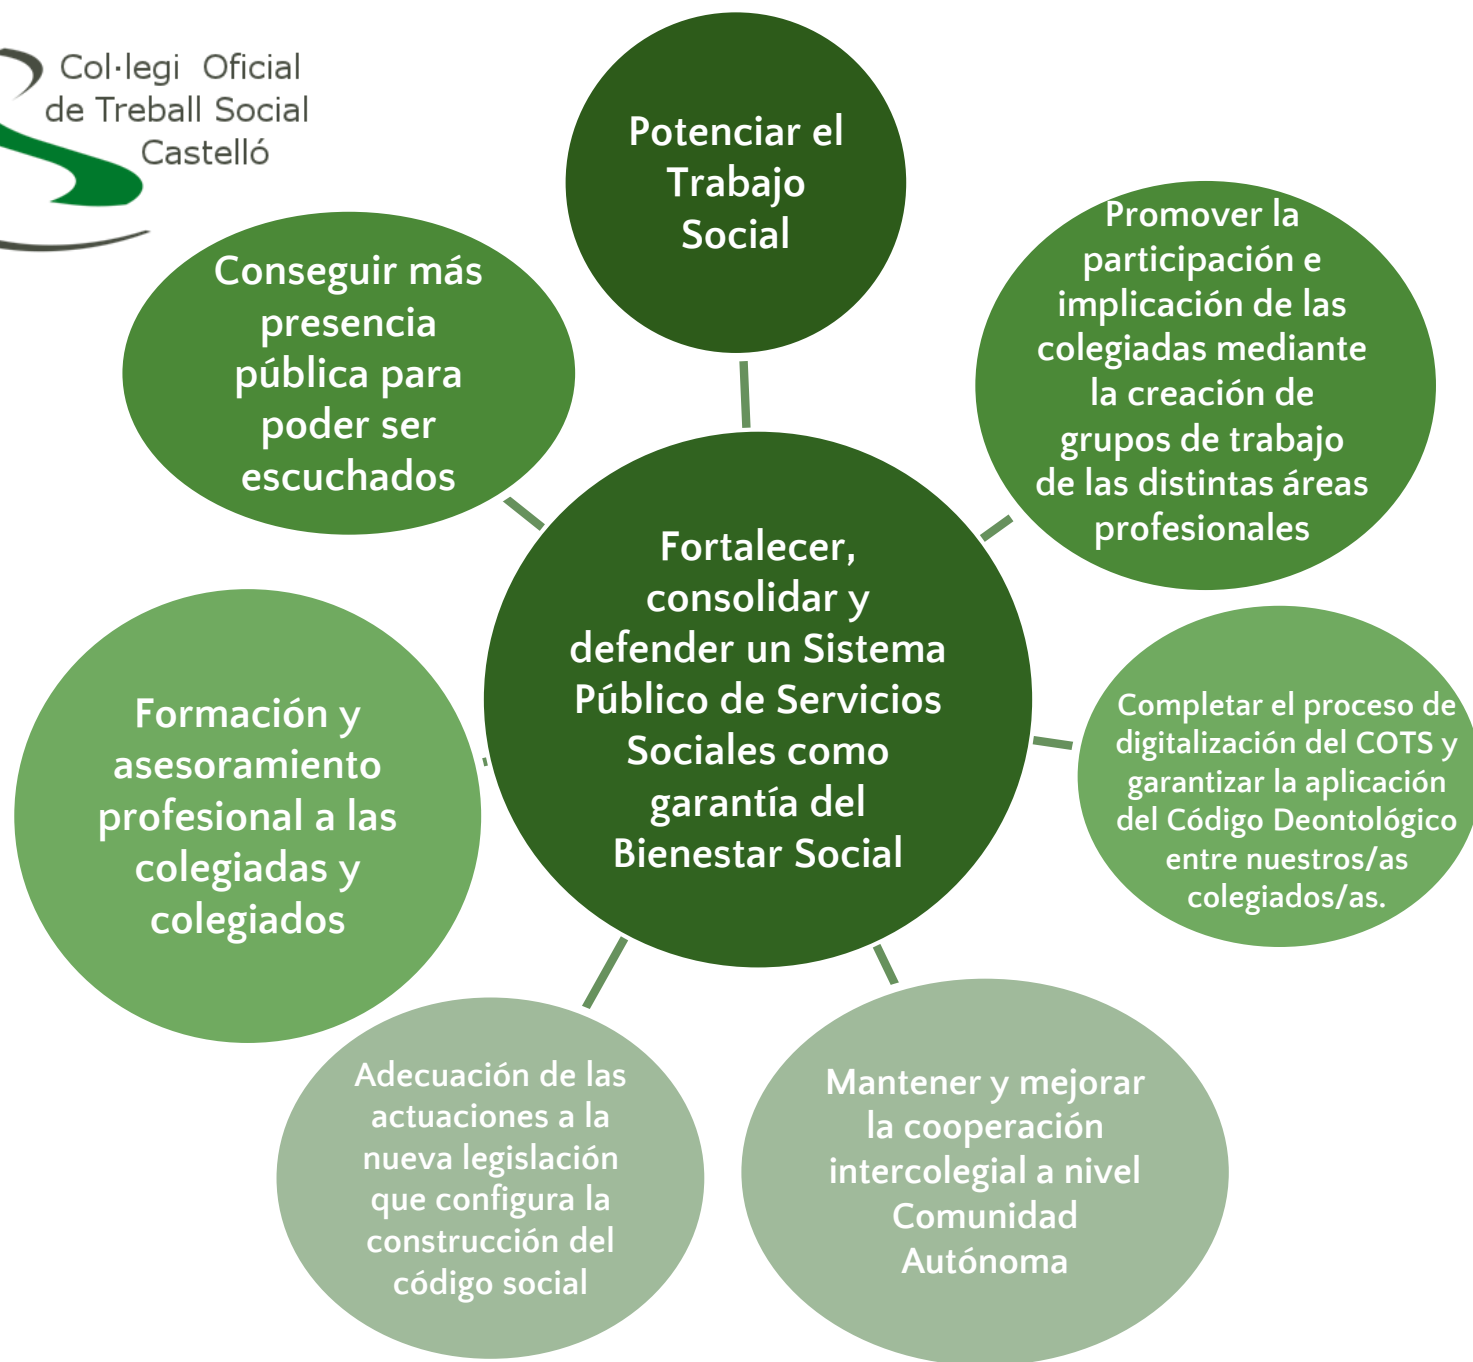 Col·legi Oficial
de Treball Social
Castelló
Potenciar el
Trabajo
Social
Promover la
participación e
implicación de las
colegiadas mediante
la creación de
grupos de trabajo
de las distintas áreas
profesionales
Completar el proceso de
digitalización del COTS y
garantizar la aplicación
del Código Deontológico
entre nuestros/as
colegiados/as.
Mantener y mejorar
la cooperación
intercolegial a nivel
Comunidad
Autónoma
Adecuación de las
actuaciones a la
nueva legislación
que configura la
construcción del
código social
Formación y
asesoramiento
profesional a las
colegiadas y
colegiados
Conseguir más
presencia
pública para
poder ser
escuchados
Fortalecer,
consolidar y
defender un Sistema
Público de Servicios
Sociales como
garantía del
Bienestar Social